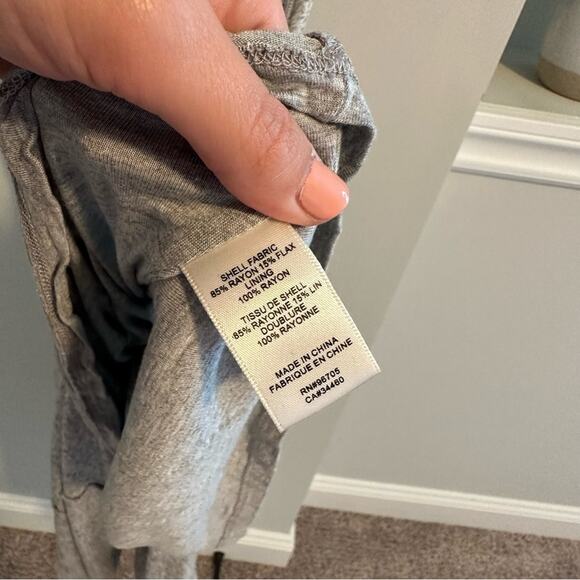 SHELL FABRIC
85% RAYON 15% FLAX
LINING
100% RAYON
TISSU DE SHELL
85% RAYONNE 15% LIN
DOUBLURE
100% RAYONNE
MADE IN CHINA
FABRIQUE EN CHINE
RN#96705
CA#34460